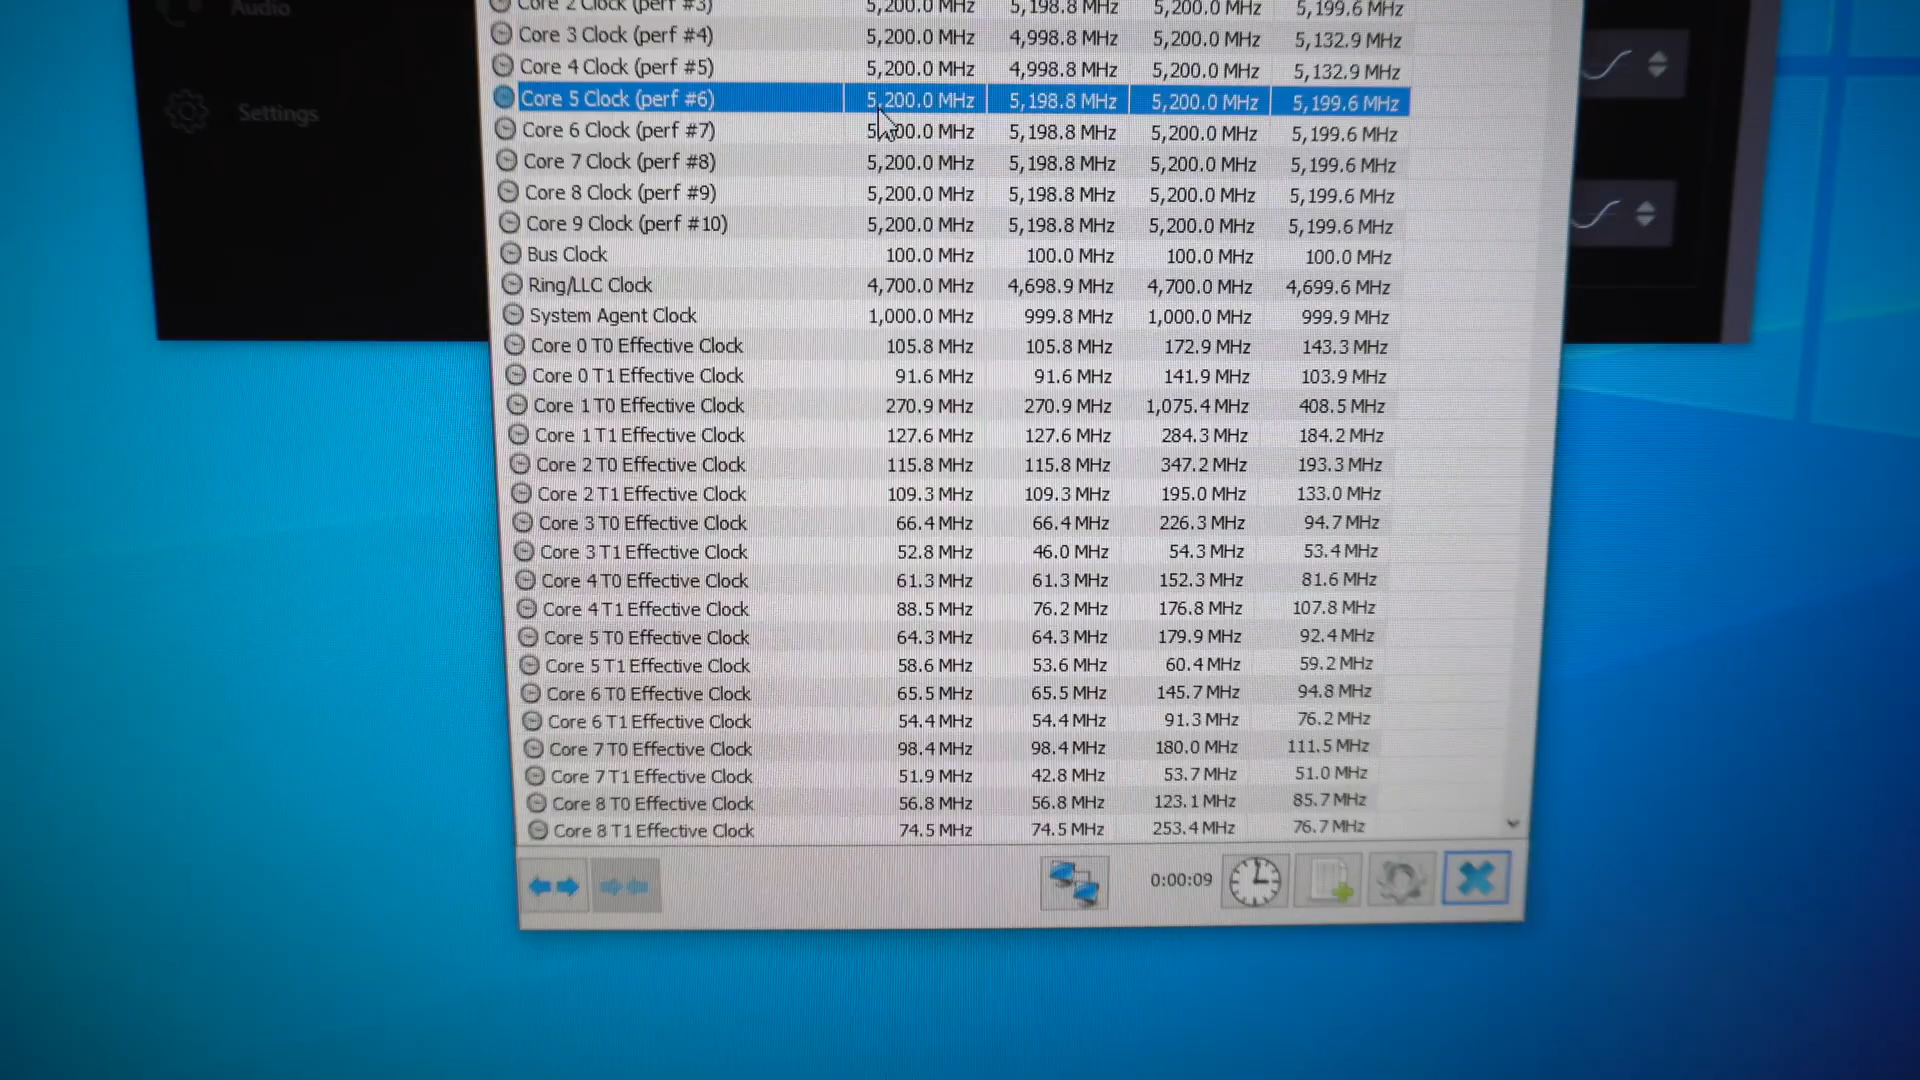 Audio
Settings
Core 2 Clock (perf #3) 5,200.0 MHz 5,198.8 MHz 5,200.0 MHz 5,199.6 MHz
Core 3 Clock (perf #4) 5,200.0 MHz 4,998.8 MHz 5,200.0 MHz 5,132.9 MHz
Core 4 Clock (perf #5) 5,200.0 MHz 4,998.8 MHz 5,200.0 MHz 5,132.9 MHz
Core 5 Clock (perf #6) 5,200.0 MHz 5,198.8 MHz 5,200.0 MHz 5,199.6 MHz
Core 6 Clock (perf #7) 5,200.0 MHz 5,198.8 MHz 5,200.0 MHz 5,199.6 MHz
Core 7 Clock (perf #8) 5,200.0 MHz 5,198.8 MHz 5,200.0 MHz 5,199.6 MHz
Core 8 Clock (perf #9) 5,200.0 MHz 5,198.8 MHz 5,200.0 MHz 5,199.6 MHz
Core 9 Clock (perf #10) 5,200.0 MHz 5,198.8 MHz 5,200.0 MHz 5,199.6 MHz
Bus Clock 100.0 MHz 100.0 MHz 100.0 MHz 100.0 MHz
Ring/LLC Clock 4,700.0 MHz 4,698.9 MHz 4,700.0 MHz 4,699.6 MHz
System Agent Clock 1,000.0 MHz 999.8 MHz 1,000.0 MHz 999.9 MHz
Core 0 T0 Effective Clock 105.8 MHz 105.8 MHz 172.9 MHz 143.3 MHz
Core 0 T1 Effective Clock 91.6 MHz 91.6 MHz 141.9 MHz 103.9 MHz
Core 1 T0 Effective Clock 270.9 MHz 270.9 MHz 1,075.4 MHz 408.5 MHz
Core 1 T1 Effective Clock 127.6 MHz 127.6 MHz 284.3 MHz 184.2 MHz
Core 2 T0 Effective Clock 115.8 MHz 115.8 MHz 347.2 MHz 193.3 MHz
Core 2 T1 Effective Clock 109.3 MHz 109.3 MHz 195.0 MHz 133.0 MHz
Core 3 T0 Effective Clock 66.4 MHz 66.4 MHz 226.3 MHz 94.7 MHz
Core 3 T1 Effective Clock 52.8 MHz 46.0 MHz 54.3 MHz 53.4 MHz
Core 4 T0 Effective Clock 61.3 MHz 61.3 MHz 152.3 MHz 81.6 MHz
Core 4 T1 Effective Clock 88.5 MHz 76.2 MHz 176.8 MHz 107.8 MHz
Core 5 T0 Effective Clock 64.3 MHz 64.3 MHz 179.9 MHz 92.4 MHz
Core 5 T1 Effective Clock 58.6 MHz 53.6 MHz 60.4 MHz 59.2 MHz
Core 6 T0 Effective Clock 65.5 MHz 65.5 MHz 145.7 MHz 94.8 MHz
Core 6 T1 Effective Clock 54.4 MHz 54.4 MHz 91.3 MHz 76.2 MHz
Core 7 T0 Effective Clock 98.4 MHz 98.4 MHz 180.0 MHz 111.5 MHz
Core 7 T1 Effective Clock 51.9 MHz 42.8 MHz 53.7 MHz 51.0 MHz
Core 8 T0 Effective Clock 56.8 MHz 56.8 MHz 123.1 MHz 85.7 MHz
Core 8 T1 Effective Clock 74.5 MHz 74.5 MHz 253.4 MHz 76.7 MHz
0:00:09